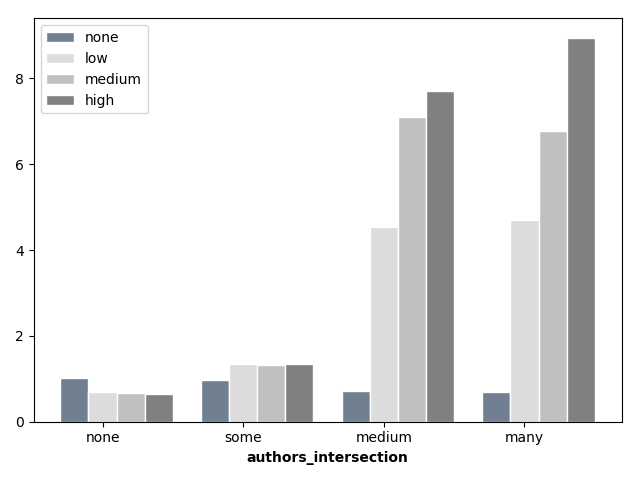 none
low
medium
high
8
6
4
2
0
none some medium many
authors_intersection